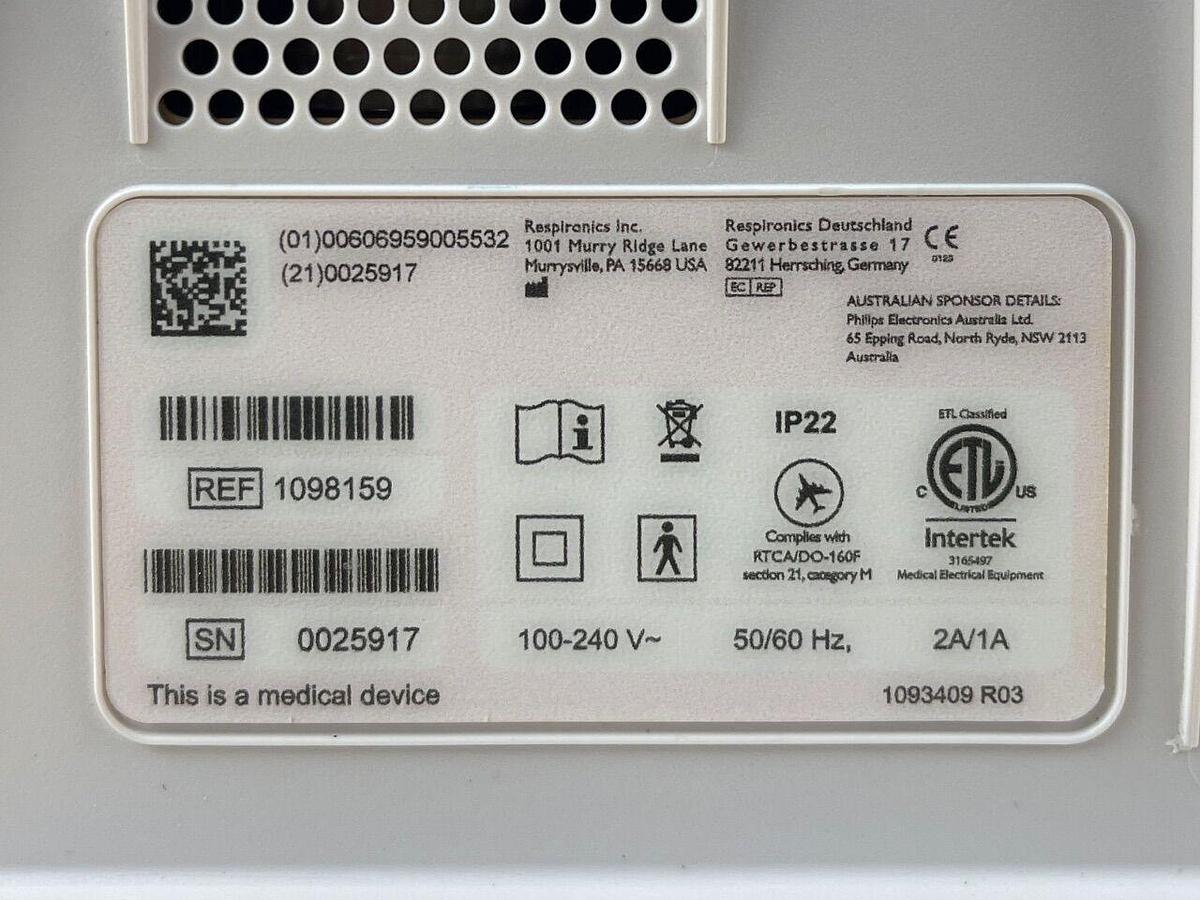 (01)00606959005532
(21)0025917
Respironics Inc.
1001 Murry Ridge Lane
Murrysville, PA 15668 USA
Respironics Deutschland
Gewerbestrasse 17
82211 Herrsching, Germany
EC REP
CE
0123
AUSTRALIAN SPONSOR DETAILS:
Philips Electronics Australia Ltd.
65 Epping Road, North Ryde, NSW 2113
Australia
REF 1098159
SN 0025917
This is a medical device
i
IP22
Complies with
RTCA/DO-160F
section 21, category M
ETL Classified
ETL
LISTED
C US
Intertek
3165497
Medical Electrical Equipment
100-240 V~ 50/60 Hz, 2A/1A
1093409 R03